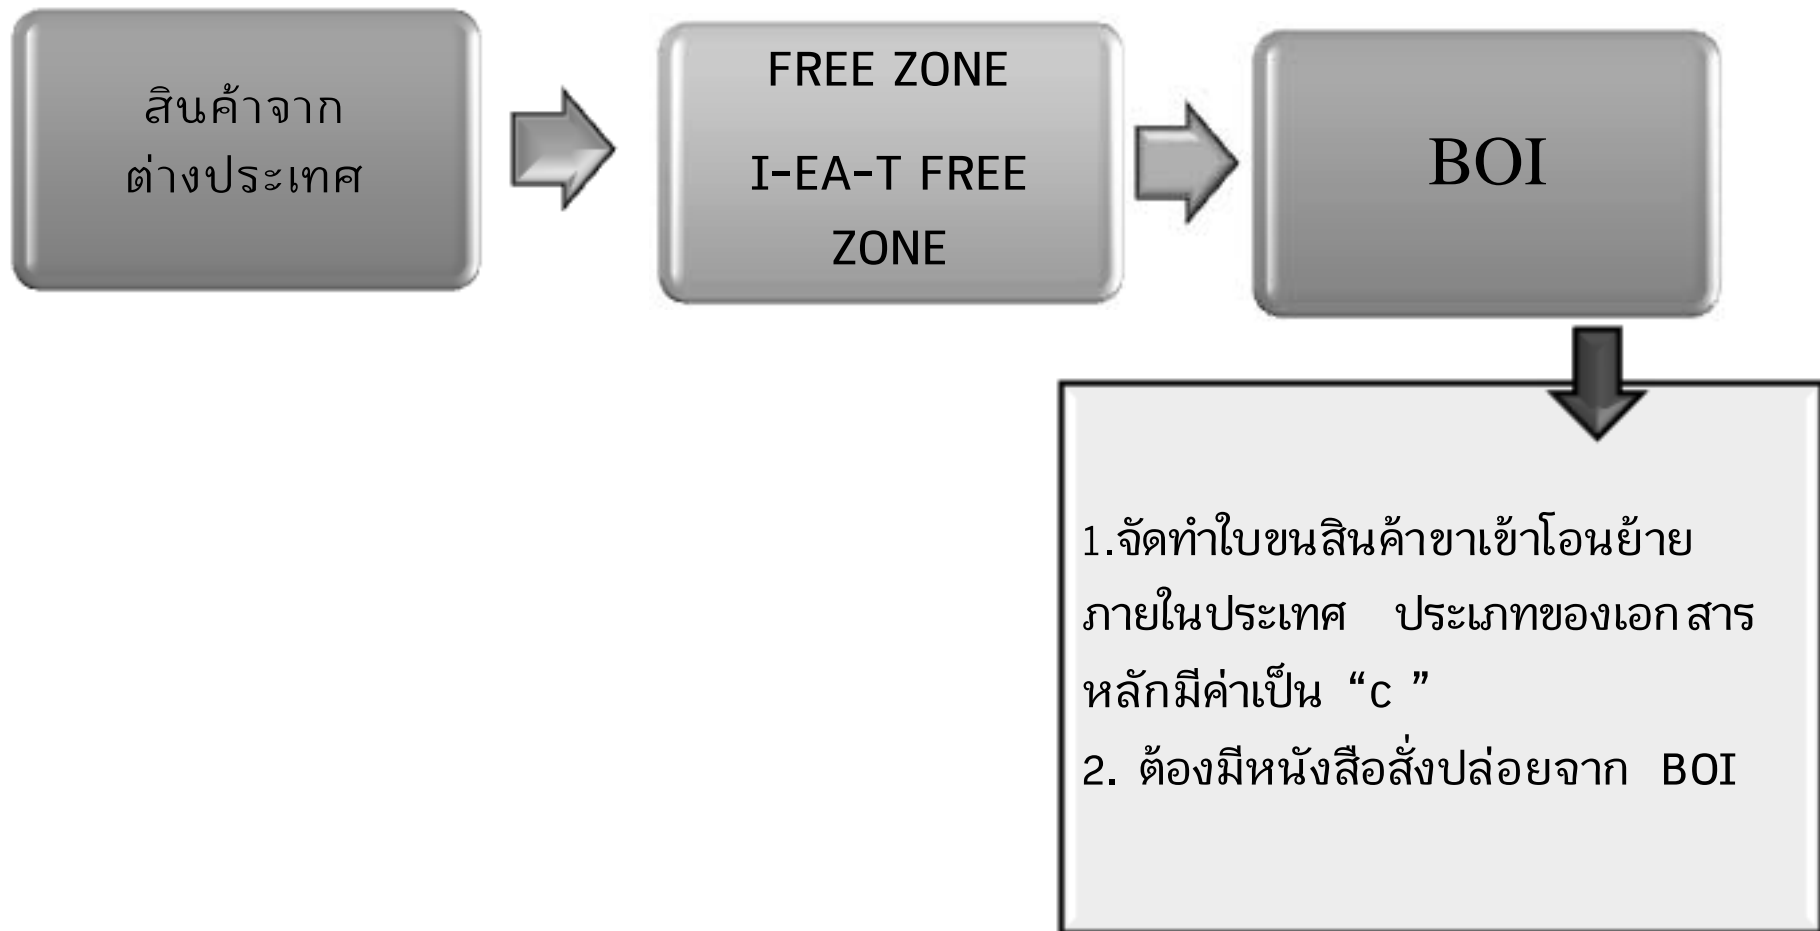 สินค้าจาก
ต่างประเทศ
FREE ZONE
I-EA-T FREE
ZONE
BOI
1.จัดทำใบขนสินค้าขาเข้าโอนย้าย
ภายในประเทศ ประเภทของเอกสาร
หลักมีค่าเป็น “c ”
2. ต้องมีหนังสือสั่งปล่อยจาก BOI